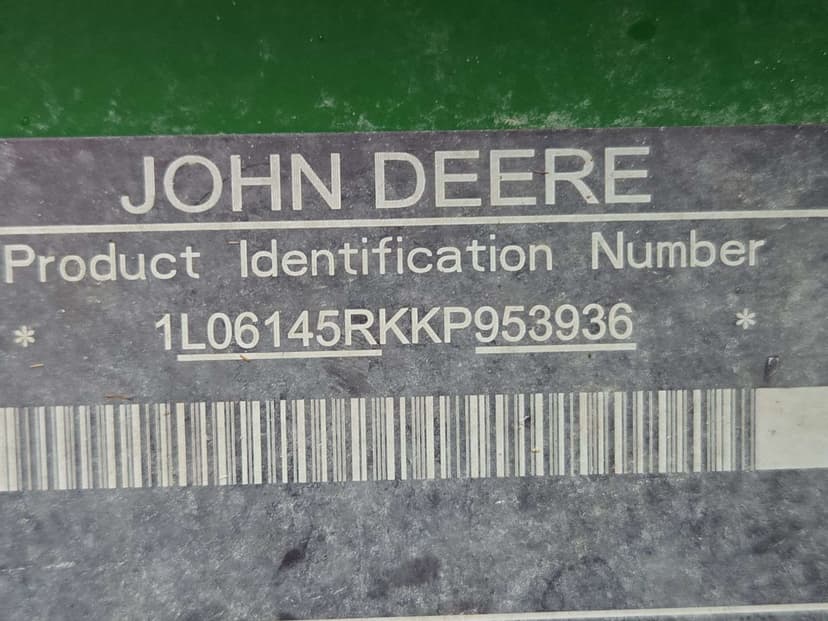 JOHN DEERE
Product Identification Number
* 1L06145RKKP953936 *